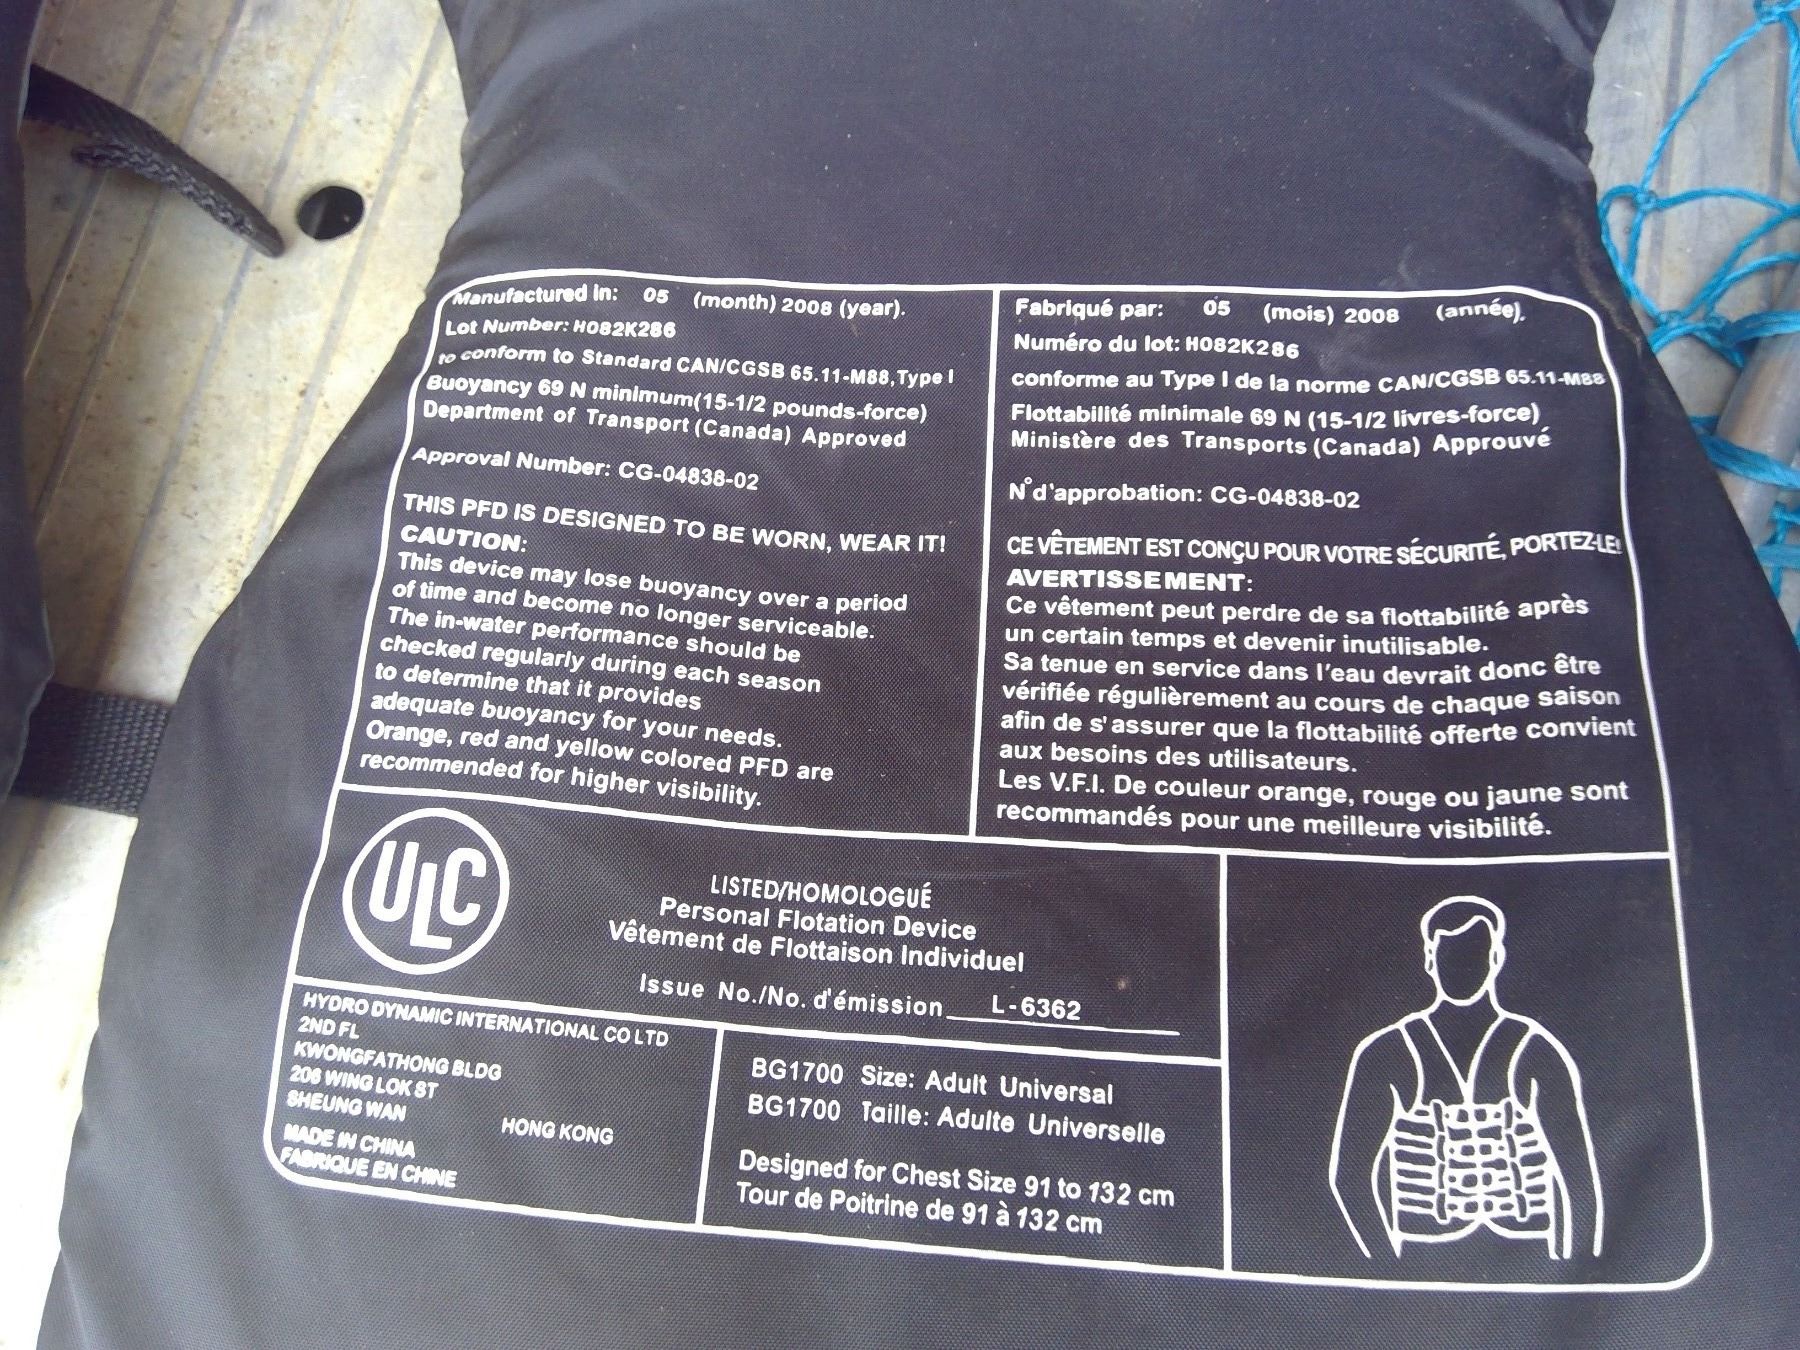 Manufactured in: 05 (month) 2008 (year).
Lot Number: H082K286
to conform to Standard CAN/CGSB 65.11-M88, Type I
Buoyancy 69 N minimum(15-1/2 pounds-force)
Department of Transport (Canada) Approved
Approval Number: CG-04838-02
THIS PFD IS DESIGNED TO BE WORN, WEAR IT!
CAUTION:
This device may lose buoyancy over a period
of time and become no longer serviceable.
The in-water performance should be
checked regularly during each season
to determine that it provides
adequate buoyancy for your needs.
Orange, red and yellow colored PFD are
recommended for higher visibility.
Fabriqué par: 05 (mois) 2008 (année).
Numéro du lot: H082K286
conforme au Type I de la norme CAN/CGSB 65.11-M88
Flottabilité minimale 69 N (15-1/2 livres-force)
Ministère des Transports (Canada) Approuvé
N°d'approbation: CG-04838-02
CE VÊTEMENT EST CONÇU POUR VOTRE SÉCURITÉ, PORTEZ-LE!
AVERTISSEMENT:
Ce vêtement peut perdre de sa flottabilité après
un certain temps et devenir inutilisable.
Sa tenue en service dans l'eau devrait donc être
vérifiée régulièrement au cours de chaque saison
afin de s'assurer que la flottabilité offerte convient
aux besoins des utilisateurs.
Les V.F.I. De couleur orange, rouge ou jaune sont
recommandés pour une meilleure visibilité.
ULC
LISTED/HOMOLOGUÉ
Personal Flotation Device
Vêtement de Flottaison Individuel
Issue No./No. d'émission L-6362
HYDRO DYNAMIC INTERNATIONAL CO LTD
2ND FL
KWONGFATHONG BLDG
206 WING LOK ST
SHEUNG WAN
HONG KONG
MADE IN CHINA
FABRIQUE EN CHINE
BG1700 Size: Adult Universal
BG1700 Taille: Adulte Universelle
Designed for Chest Size 91 to 132 cm
Tour de Poitrine de 91 à 132 cm